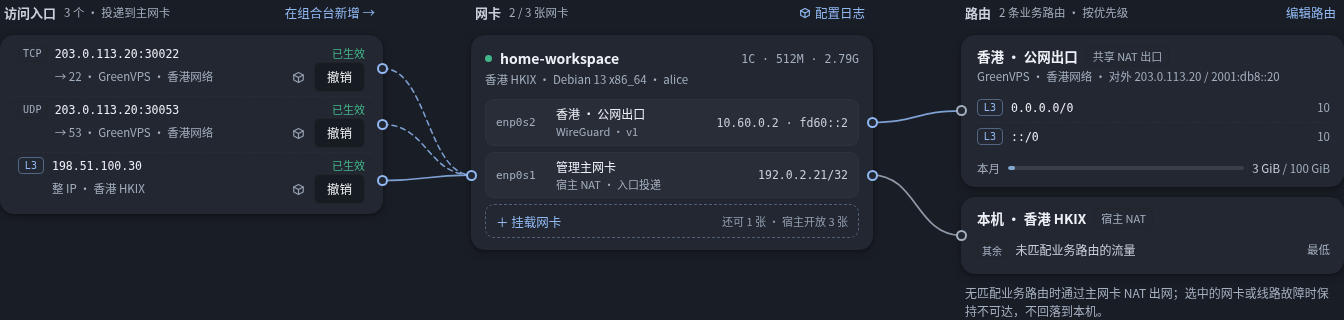 访问入口 3 个 · 投递到主网卡 在组合台新增 →
TCP 203.0.113.20:30022 已生效
→ 22 · GreenVPS · 香港网络 撤销
UDP 203.0.113.20:30053 已生效
→ 53 · GreenVPS · 香港网络 撤销
L3 198.51.100.30 已生效
整 IP · 香港 HKIX 撤销
网卡 2 / 3 张网卡 配置日志
home-workspace 1C · 512M · 2.79G
香港 HKIX · Debian 13 x86_64 · alice
enp0s2 香港 · 公网出口 10.60.0.2 · fd60::2
WireGuard · v1
enp0s1 管理主网卡 192.0.2.21/32
宿主 NAT · 入口投递
+ 挂载网卡 还可 1 张 · 宿主开放 3 张
路由 2 条业务路由 · 按优先级 编辑路由
香港 · 公网出口 共享 NAT 出口
GreenVPS · 香港网络 · 对外 203.0.113.20 / 2001:db8::20
L3 0.0.0.0/0 10
L3 ::/0 10
本月 3 GiB / 100 GiB
本机 · 香港 HKIX 宿主 NAT
其余 未匹配业务路由的流量 最低
无匹配业务路由时通过主网卡 NAT 出网；选中的网卡或线路故障时保
持不可达，不回落到本机。